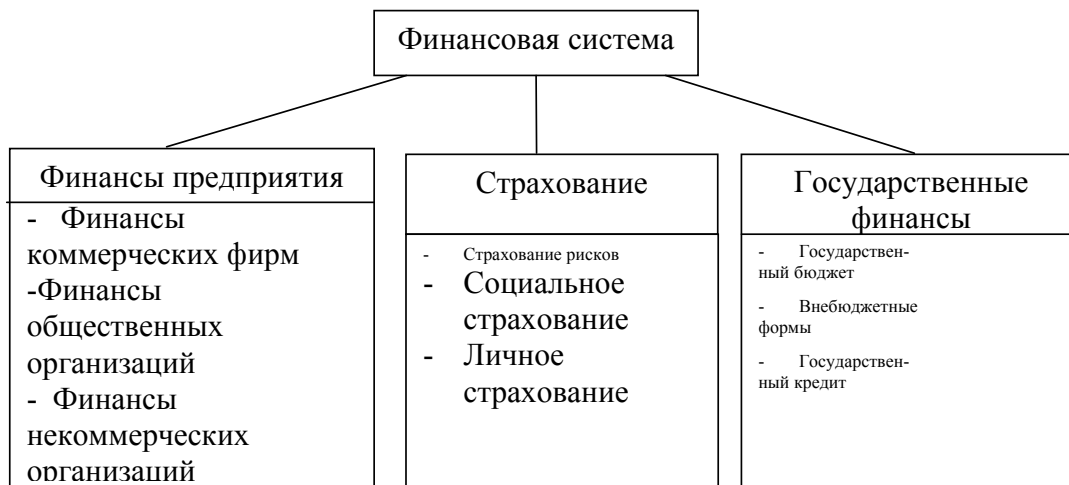 Финансовая система
Финансы предприятия
- Финансы
коммерческих фирм
-Финансы
общественных
организаций
- Финансы
некоммерческих
организаций
Страхование
- Страхование рисков
- Социальное
страхование
- Личное
страхование
Государственные
финансы
- Государствен-
ный бюджет
- Внебюджетные
формы
- Государствен-
ный кредит